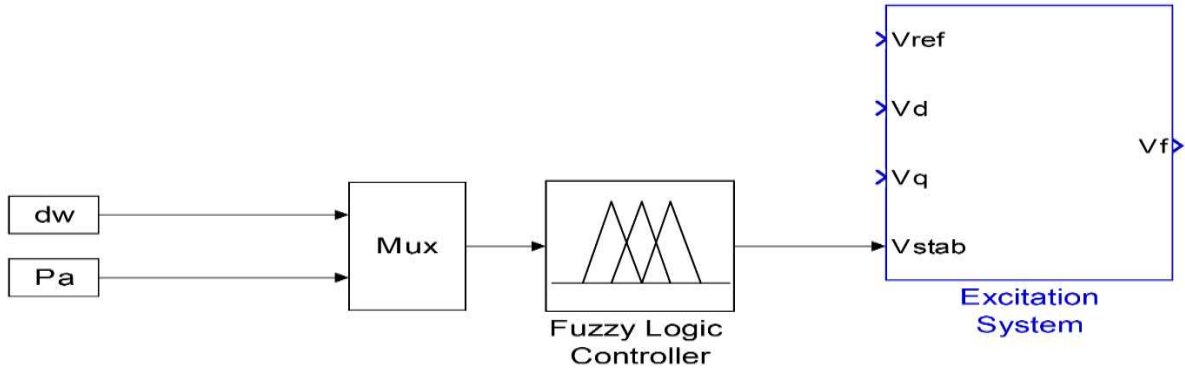 dw
Pa
Mux
Fuzzy Logic
Controller
Vref
Vd
Vq
Vstab
Vf
Excitation
System